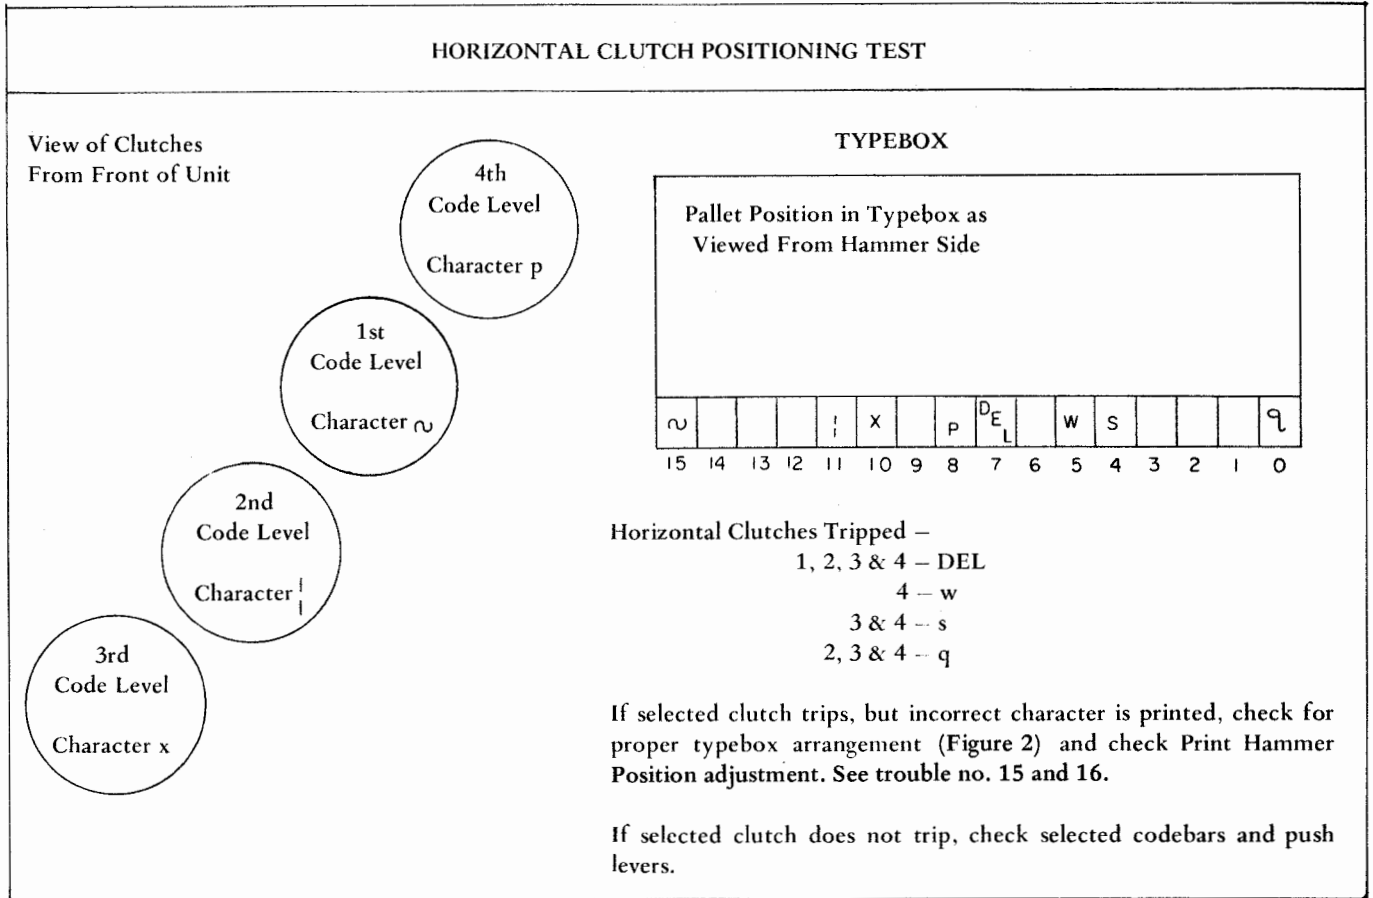 HORIZONTAL CLUTCH POSITIONING TEST
View of Clutches
From Front of Unit
4th
Code Level
Character p
1st
Code Level
Character ∿
2nd
Code Level
Character ¦
3rd
Code Level
Character x
TYPEBOX
Pallet Position in Typebox as
Viewed From Hammer Side
∿ ¦ X P DEL W S q
15 14 13 12 11 10 9 8 7 6 5 4 3 2 1 0
Horizontal Clutches Tripped –
1, 2, 3 & 4 – DEL
4 – w
3 & 4 – s
2, 3 & 4 – q
If selected clutch trips, but incorrect character is printed, check for
proper typebox arrangement (Figure 2) and check Print Hammer
Position adjustment. See trouble no. 15 and 16.
If selected clutch does not trip, check selected codebars and push
levers.